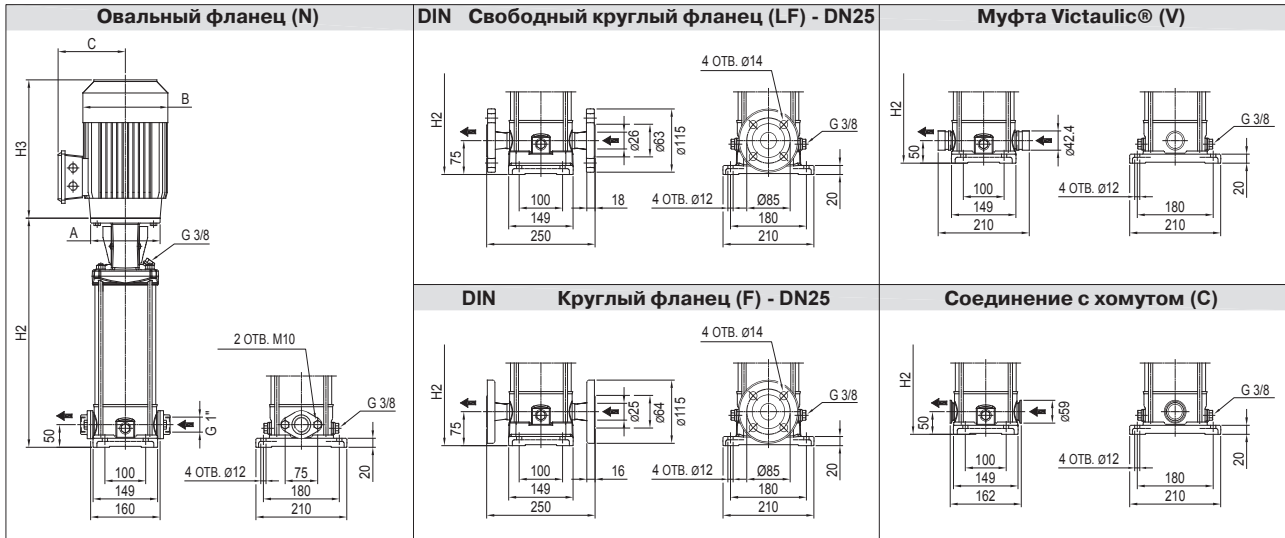 Овальный фланец (N)
C
B
H3
A
G 3/8
H2
2 ОТВ. M10
G 3/8
50
G 1"
20
100
149
160
4 ОТВ. Ø12
75
180
210
DIN Свободный круглый фланец (LF) - DN25
4 ОТВ. Ø14
H2
75
ø26
ø63
ø115
G 3/8
100
18
149
250
4 ОТВ. Ø12
Ø85
20
180
210
Муфта Victaulic® (V)
H2
50
ø42.4
G 3/8
100
149
210
4 ОТВ. Ø12
180
20
210
DIN Круглый фланец (F) - DN25
4 ОТВ. Ø14
H2
75
ø25
ø64
ø115
G 3/8
100
16
149
250
4 ОТВ. Ø12
Ø85
20
180
210
Соединение с хомутом (C)
H2
50
ø59
G 3/8
100
149
162
4 ОТВ. Ø12
180
20
210